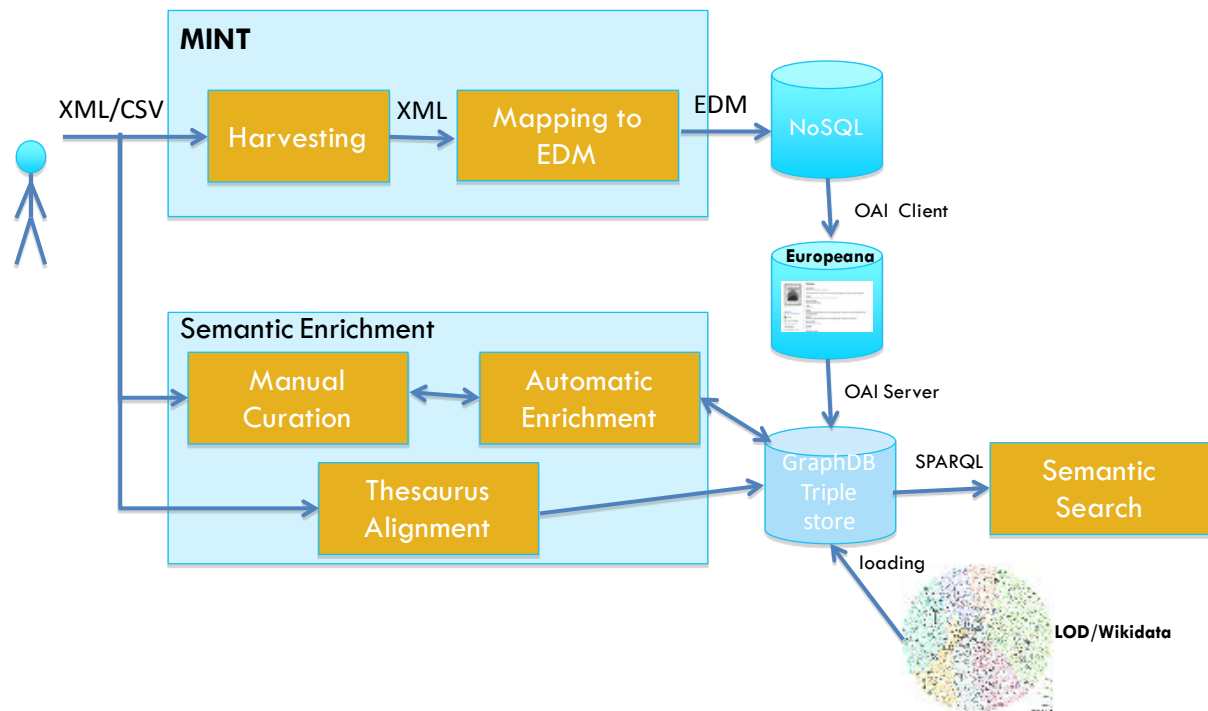 MINT
XML/CSV
Harvesting
XML
Mapping to
EDM
EDM
NoSQL
OAI Client
Europeana
Semantic Enrichment
Manual
Curation
Automatic
Enrichment
OAI Server
Thesaurus
Alignment
GraphDB
Triple
store
SPARQL
Semantic
Search
loading
LOD/Wikidata